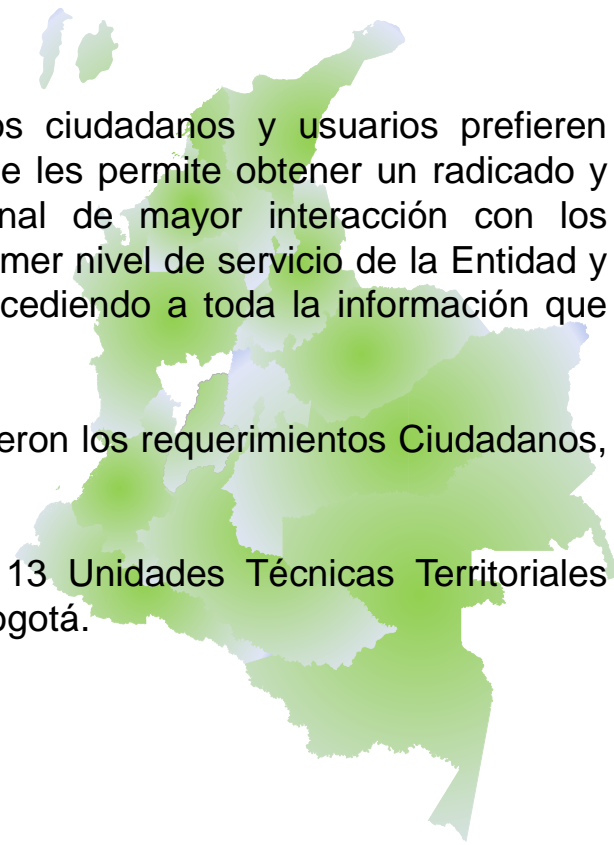 os ciudadanos y usuarios prefieren
e les permite obtener un radicado y
nal de mayor interacción con los
mer nivel de servicio de la Entidad y
cediendo a toda la información que
eron los requerimientos Ciudadanos,
13 Unidades Técnicas Territoriales
ogotá.